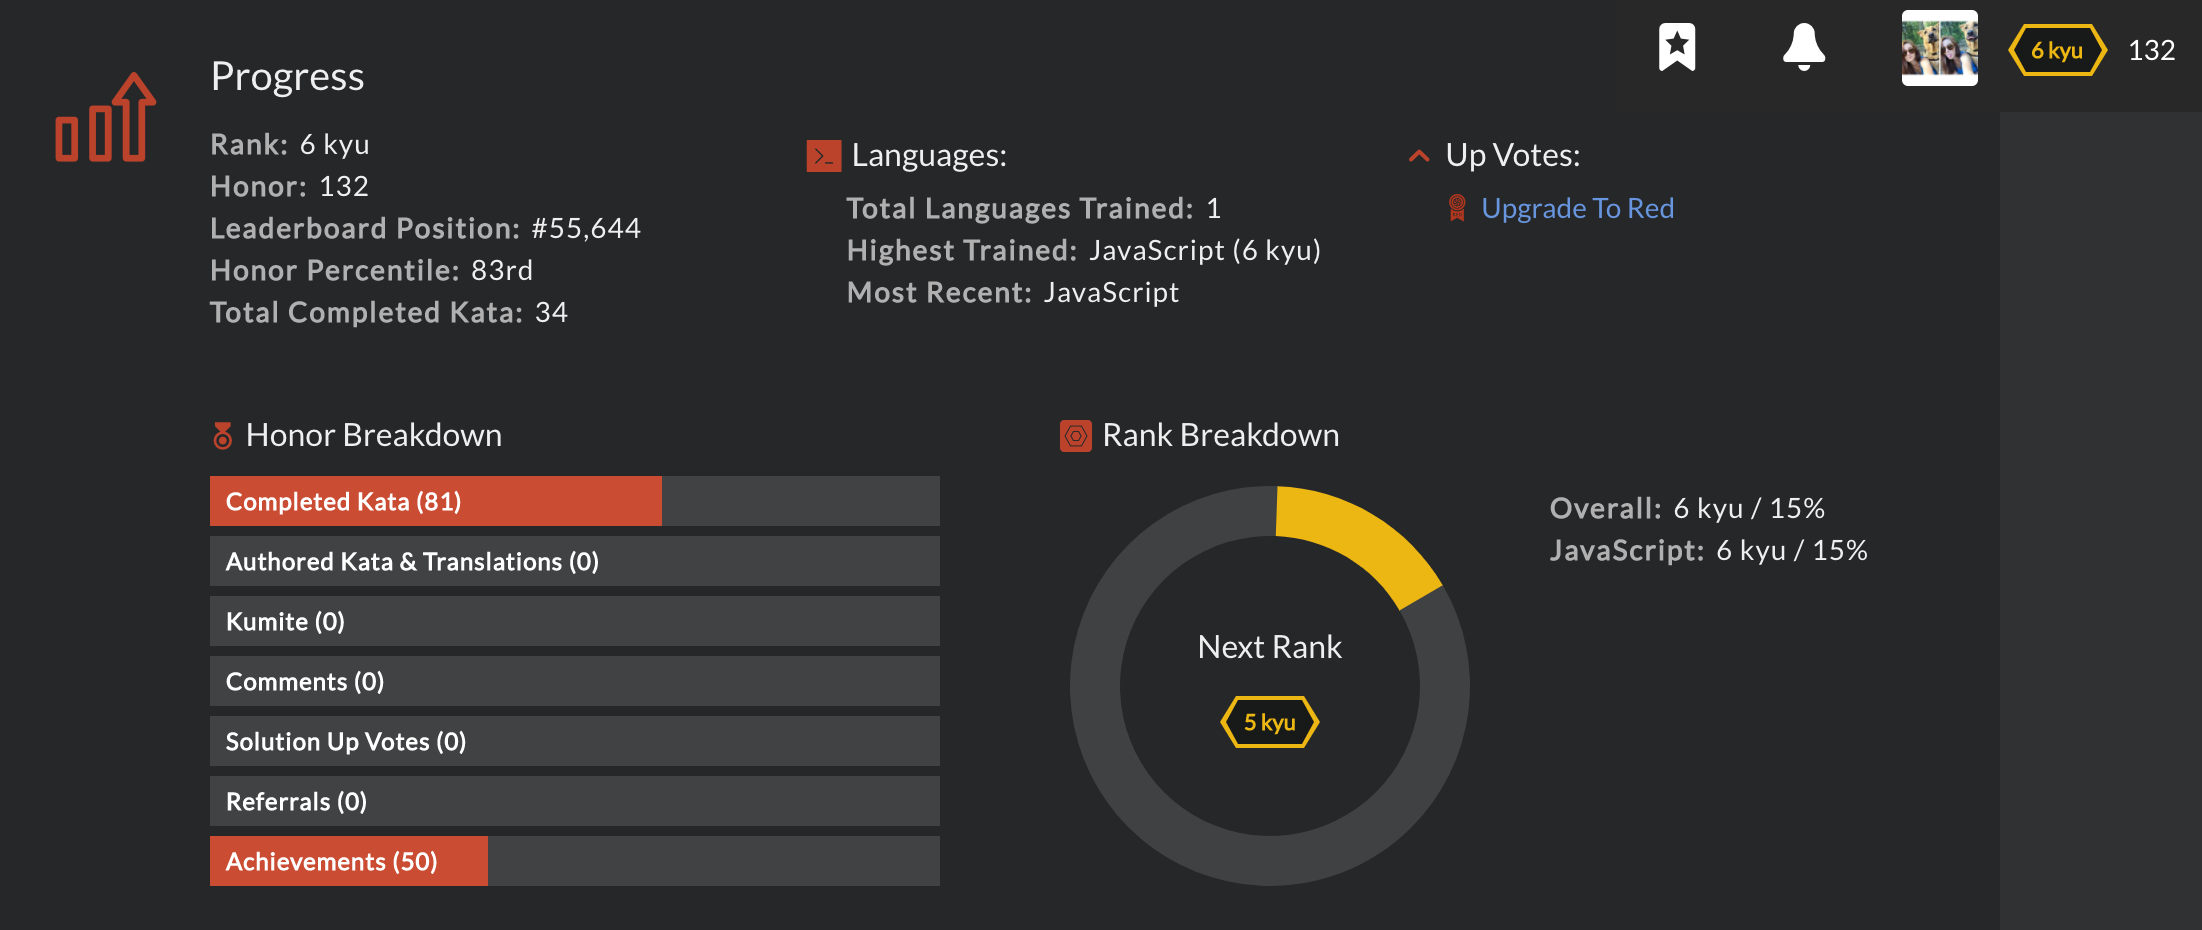 6 kyu 132
Progress
Rank: 6 kyu
Honor: 132
Leaderboard Position: #55,644
Honor Percentile: 83rd
Total Completed Kata: 34
Languages:
Total Languages Trained: 1
Highest Trained: JavaScript (6 kyu)
Most Recent: JavaScript
Up Votes:
Upgrade To Red
Honor Breakdown
Completed Kata (81)
Authored Kata & Translations (0)
Kumite (0)
Comments (0)
Solution Up Votes (0)
Referrals (0)
Achievements (50)
Rank Breakdown
Next Rank
5 kyu
Overall: 6 kyu / 15%
JavaScript: 6 kyu / 15%